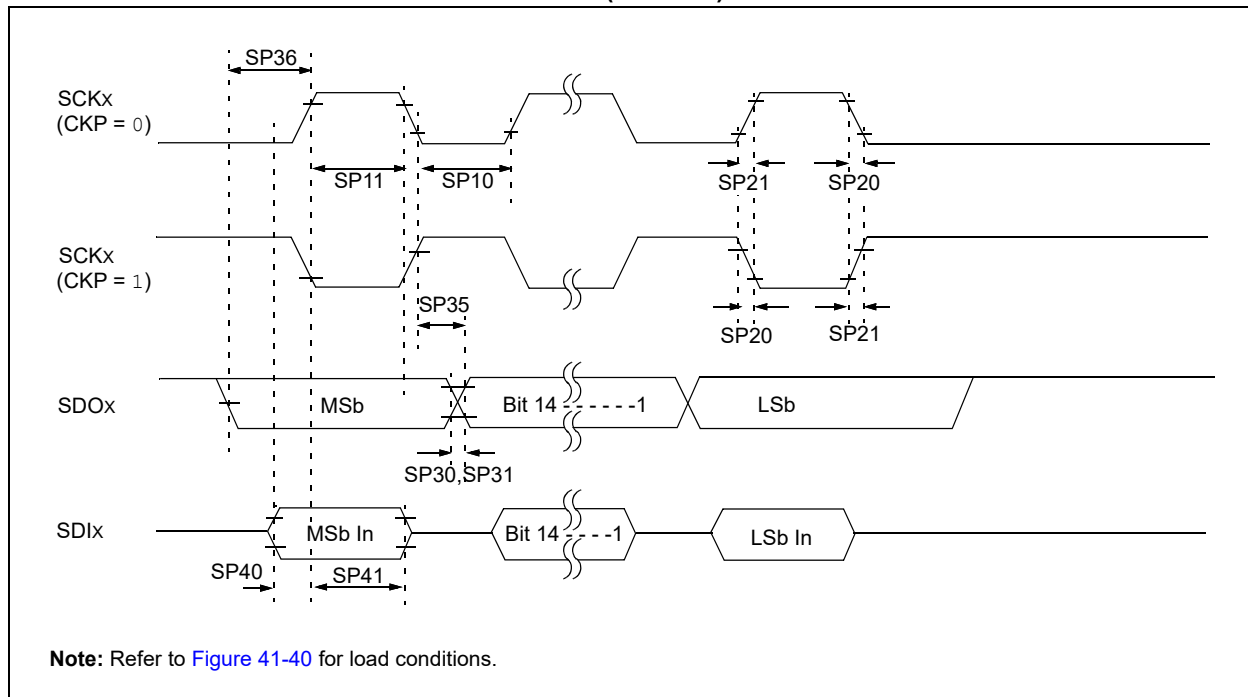 SP36
SCKx
(CKP = 0)
SP11
SP10
SP21
SP20
SCKx
(CKP = 1)
SP35
SP20
SP21
SDOx
MSb
Bit 14 - - - - - -1
LSb
SP30,SP31
SDIx
MSb In
Bit 14 - - - - -1
LSb In
SP40
SP41
Note: Refer to Figure 41-40 for load conditions.